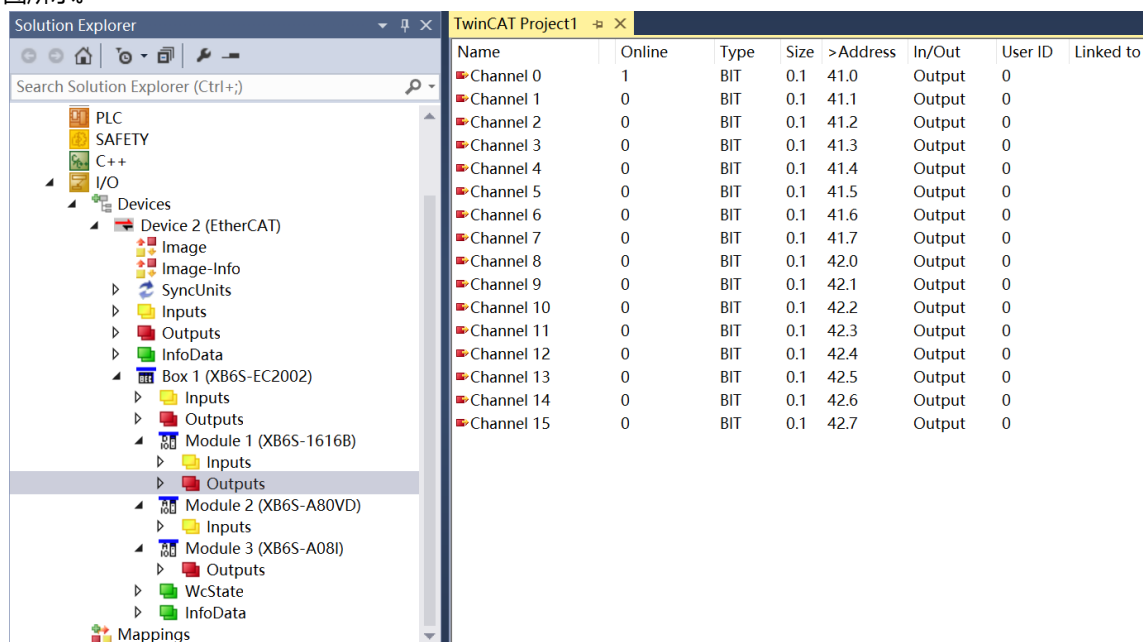 图所示。
Solution Explorer
Search Solution Explorer (Ctrl+;)
PLC
SAFETY
C++
I/O
Devices
Device 2 (EtherCAT)
Image
Image-Info
SyncUnits
Inputs
Outputs
InfoData
Box 1 (XB6S-EC2002)
Inputs
Outputs
Module 1 (XB6S-1616B)
Inputs
Outputs
Module 2 (XB6S-A80VD)
Inputs
Module 3 (XB6S-A08I)
Outputs
WcState
InfoData
Mappings
TwinCAT Project1
Name Online Type Size >Address In/Out User ID Linked to
Channel 0 1 BIT 0.1 41.0 Output 0
Channel 1 0 BIT 0.1 41.1 Output 0
Channel 2 0 BIT 0.1 41.2 Output 0
Channel 3 0 BIT 0.1 41.3 Output 0
Channel 4 0 BIT 0.1 41.4 Output 0
Channel 5 0 BIT 0.1 41.5 Output 0
Channel 6 0 BIT 0.1 41.6 Output 0
Channel 7 0 BIT 0.1 41.7 Output 0
Channel 8 0 BIT 0.1 42.0 Output 0
Channel 9 0 BIT 0.1 42.1 Output 0
Channel 10 0 BIT 0.1 42.2 Output 0
Channel 11 0 BIT 0.1 42.3 Output 0
Channel 12 0 BIT 0.1 42.4 Output 0
Channel 13 0 BIT 0.1 42.5 Output 0
Channel 14 0 BIT 0.1 42.6 Output 0
Channel 15 0 BIT 0.1 42.7 Output 0